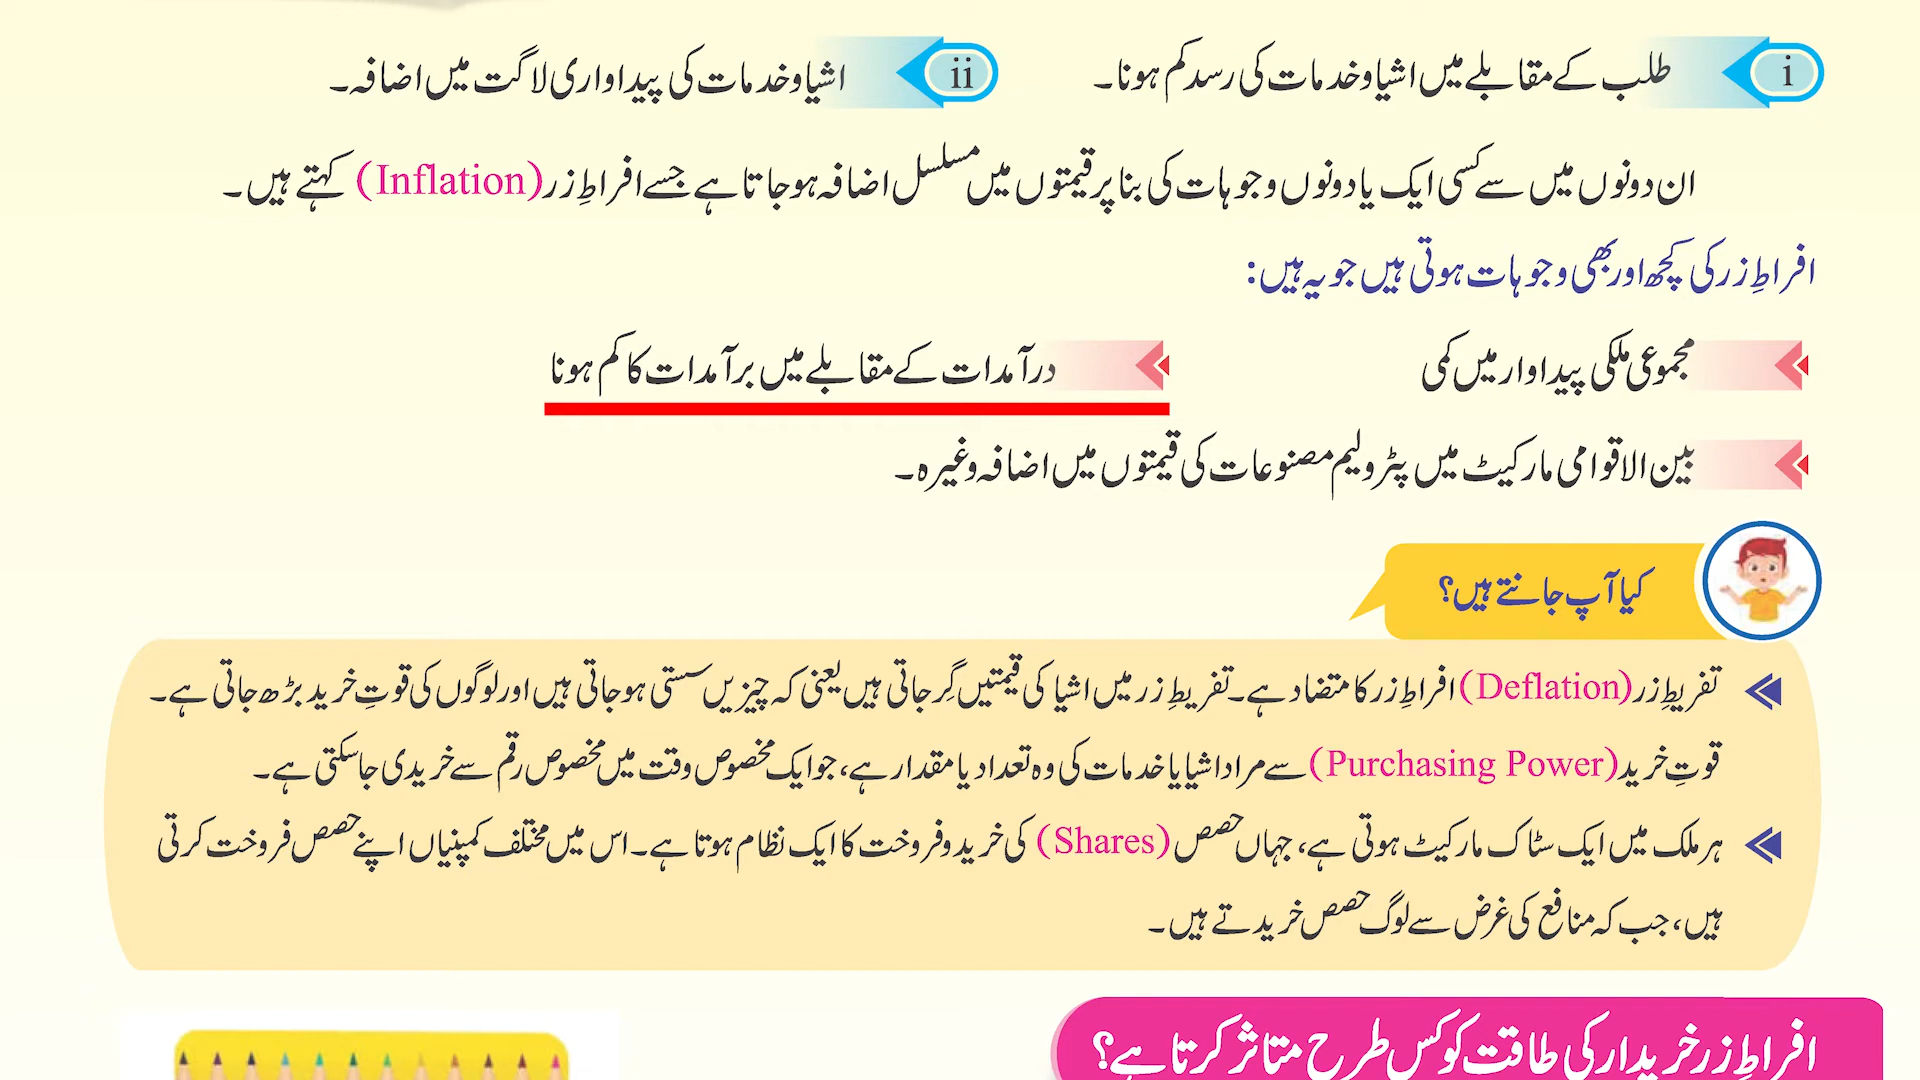 i طلب کے مقابلے میں اشیا و خدمات کی رسد کم ہونا۔ ii اشیا و خدمات کی پیداواری لاگت میں اضافہ۔
ان دونوں میں سے کسی ایک یا دونوں وجوہات کی بنا پر قیمتوں میں مسلسل اضافہ ہو جاتا ہے جسے افراطِ زر (Inflation) کہتے ہیں۔
افراطِ زر کی کچھ اور بھی وجوہات ہوتی ہیں جو یہ ہیں:
مجموعی ملکی پیداوار میں کمی درآمدات کے مقابلے میں برآمدات کا کم ہونا
بین الاقوامی مارکیٹ میں پٹرولیم مصنوعات کی قیمتوں میں اضافہ وغیرہ۔
کیا آپ جانتے ہیں؟
تفریطِ زر (Deflation) افراطِ زر کا متضاد ہے۔ تفریطِ زر میں اشیا کی قیمتیں گِر جاتی ہیں یعنی کہ چیزیں سستی ہو جاتی ہیں اور لوگوں کی قوتِ خرید بڑھ جاتی ہے۔
قوتِ خرید (Purchasing Power) سے مراد اشیا یا خدمات کی وہ تعداد یا مقدار ہے، جو ایک مخصوص وقت میں مخصوص رقم سے خریدی جا سکتی ہے۔
ہر ملک میں ایک سٹاک مارکیٹ ہوتی ہے، جہاں حصص (Shares) کی خرید و فروخت کا ایک نظام ہوتا ہے۔ اس میں مختلف کمپنیاں اپنے حصص فروخت کرتی
ہیں، جب کہ منافع کی غرض سے لوگ حصص خریدتے ہیں۔
افراطِ زر خریدار کی طاقت کو کس طرح متاثر کرتا ہے؟